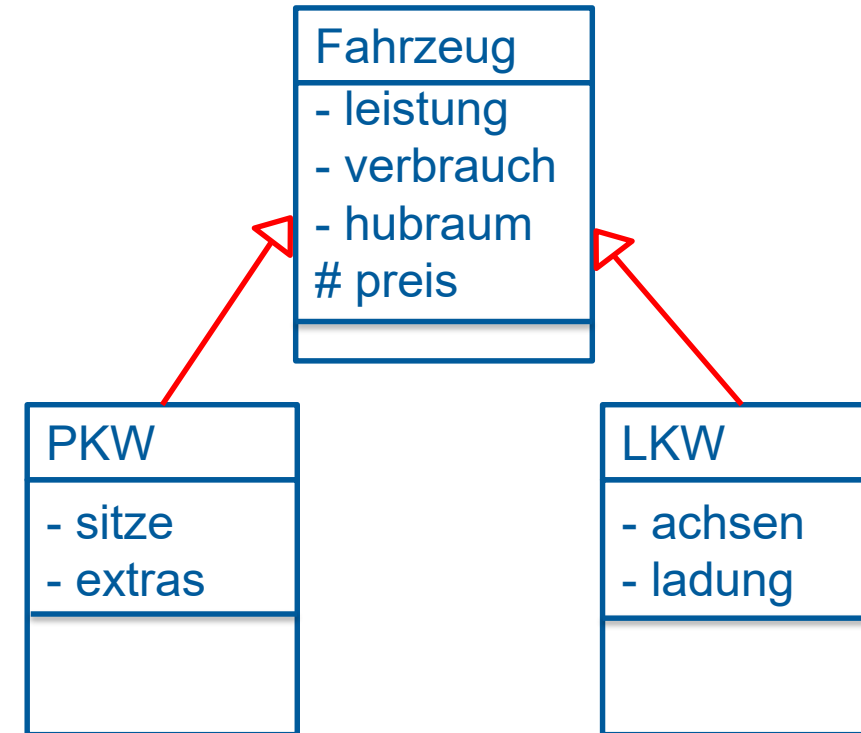 Fahrzeug
- leistung
- verbrauch
- hubraum
# preis
PKW
- sitze
- extras
LKW
- achsen
- ladung